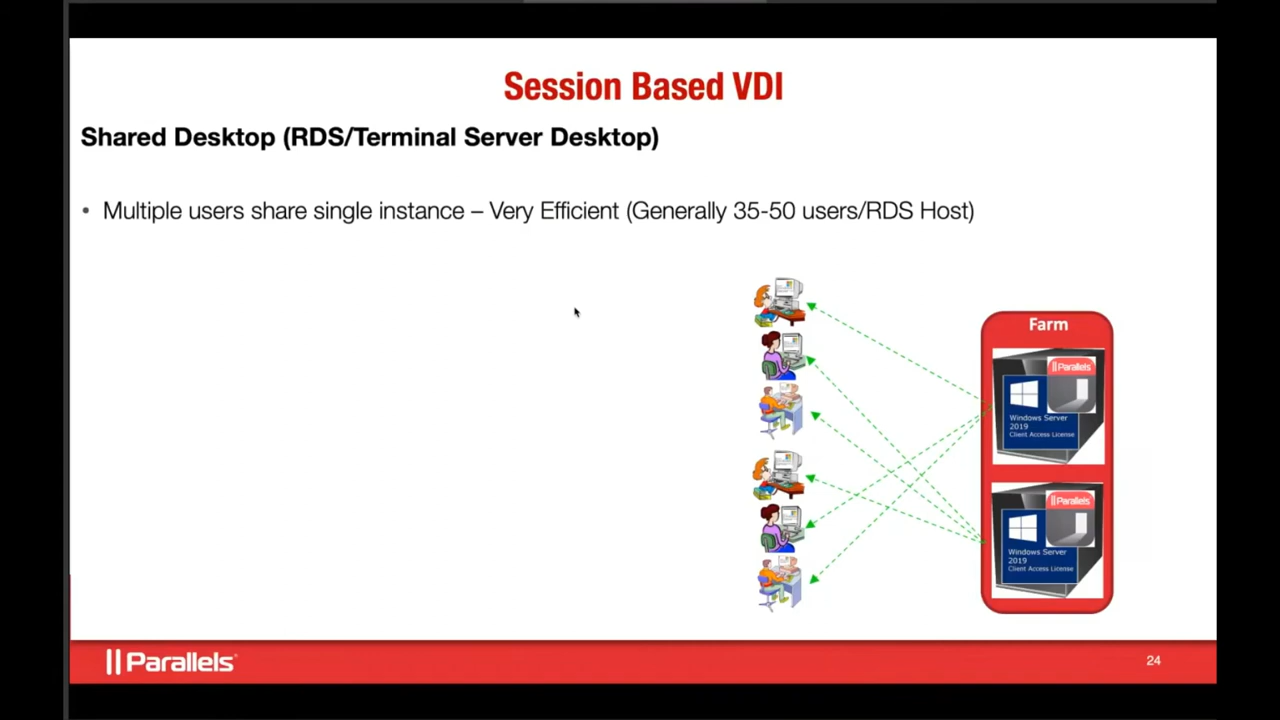 Session Based VDI
Shared Desktop (RDS/Terminal Server Desktop)
• Multiple users share single instance – Very Efficient (Generally 35-50 users/RDS Host)
Farm
Parallels
Windows Server
2019
Client Access License
Parallels
Windows Server
2019
Client Access License
Parallels
24